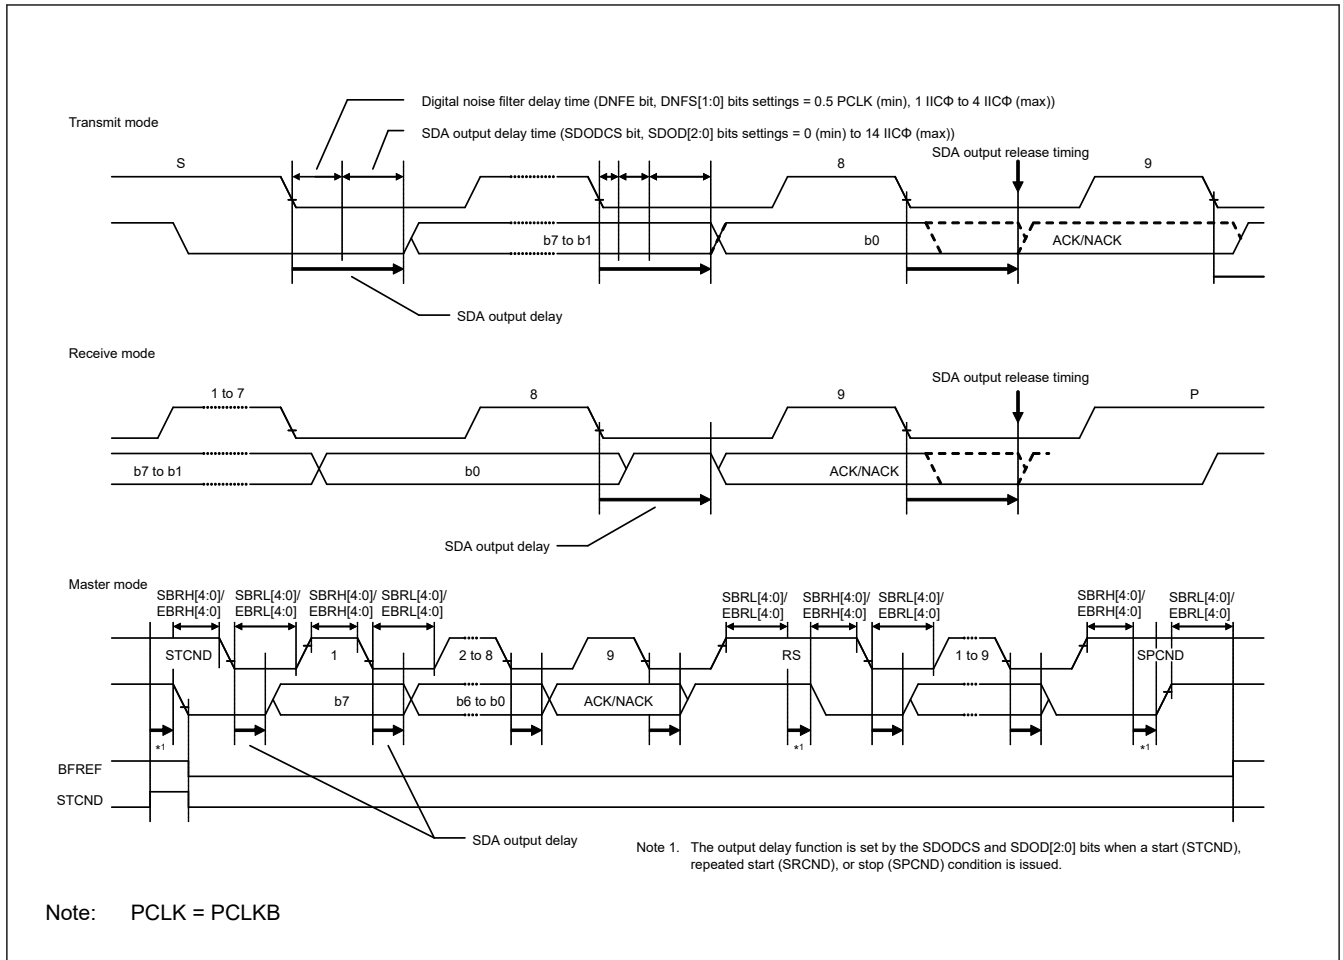 Digital noise filter delay time (DNFE bit, DNFS[1:0] bits settings = 0.5 PCLK (min), 1 IICΦ to 4 IICΦ (max))
Transmit mode
SDA output delay time (SDODCS bit, SDOD[2:0] bits settings = 0 (min) to 14 IICΦ (max))
SDA output release timing
S
8
9
b7 to b1
b0
ACK/NACK
SDA output delay
Receive mode
SDA output release timing
1 to 7
8
9
P
b7 to b1
b0
ACK/NACK
SDA output delay
Master mode
SBRH[4:0]/ SBRL[4:0]/ SBRH[4:0]/ SBRL[4:0]/ SBRL[4:0]/ SBRH[4:0]/ SBRL[4:0]/ SBRH[4:0]/ SBRL[4:0]/
EBRH[4:0] EBRL[4:0] EBRH[4:0] EBRL[4:0] EBRL[4:0] EBRH[4:0] EBRL[4:0] EBRH[4:0] EBRL[4:0]
STCND
1
2 to 8
9
RS
1 to 9
SPCND
b7
b6 to b0
ACK/NACK
*1
*1
*1
BFREF
STCND
SDA output delay
Note 1. The output delay function is set by the SDODCS and SDOD[2:0] bits when a start (STCND),
repeated start (SRCND), or stop (SPCND) condition is issued.
Note: PCLK = PCLKB